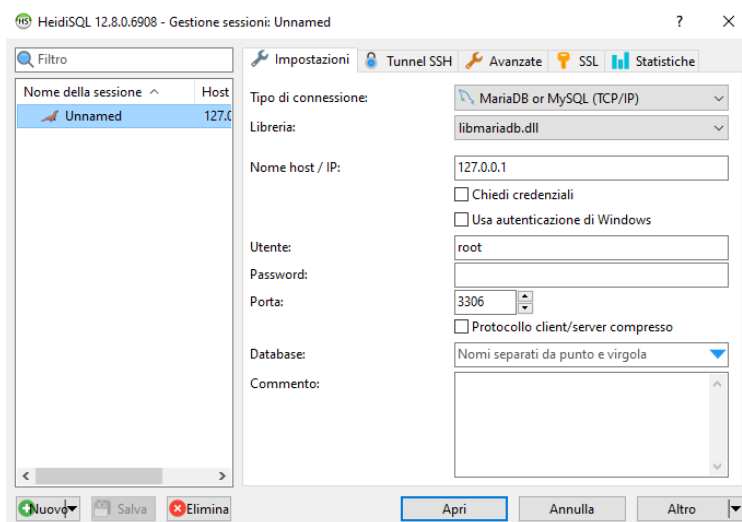 HS HeidiSQL 12.8.0.6908 - Gestione sessioni: Unnamed ? ×
Filtro
Nome della sessione Host
Unnamed 127.0
Impostazioni Tunnel SSH Avanzate SSL Statistiche
Tipo di connessione: MariaDB or MySQL (TCP/IP)
Libreria: libmariadb.dll
Nome host / IP: 127.0.0.1
Chiedi credenziali
Usa autenticazione di Windows
Utente: root
Password:
Porta: 3306
Protocollo client/server compresso
Database: Nomi separati da punto e virgola
Commento:
Nuovo Salva Elimina Apri Annulla Altro